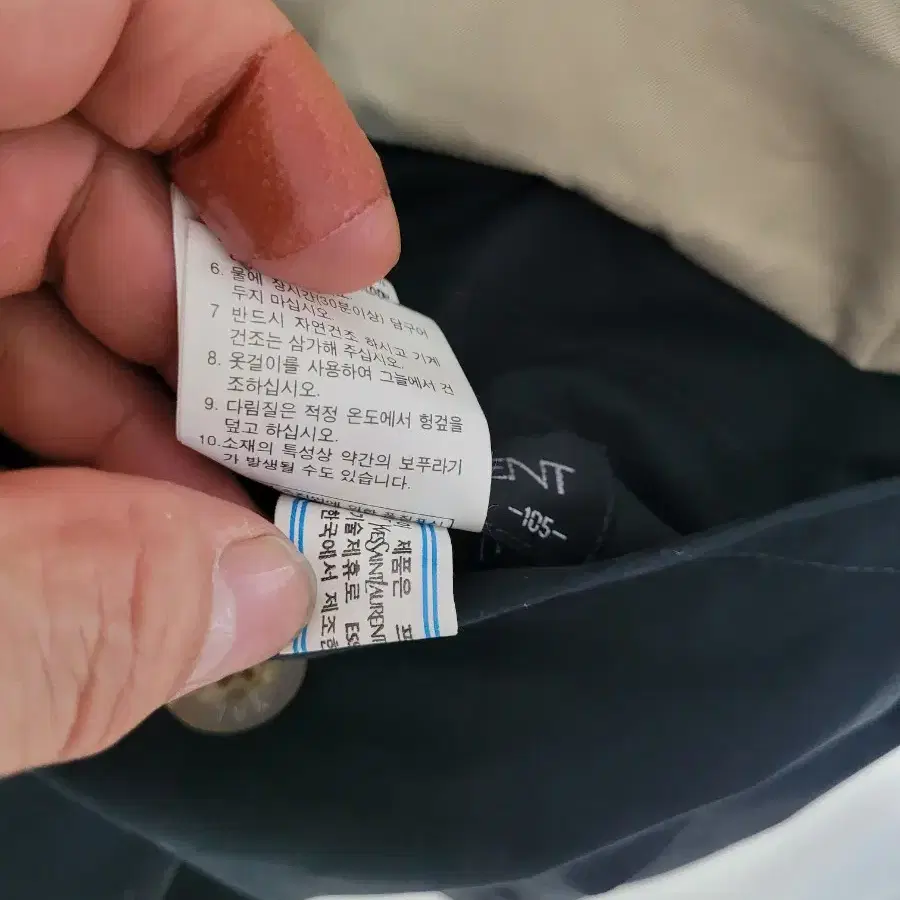 6. 물에 장시간(30분이상) 담구어
두지 마십시오.
7 반드시 자연건조 하시고 기계
건조는 삼가해 주십시오.
8. 옷걸이를 사용하여 그늘에서 건
조하십시오.
9. 다림질은 적정 온도에서 헝겊을
덮고 하십시오.
10.소재의 특성상 약간의 보푸라기
가 발생될 수도 있습니다.
제품은 프
YVESSAINTLAURENT
기술제휴로 ESS
한국에서 제조한
-105-